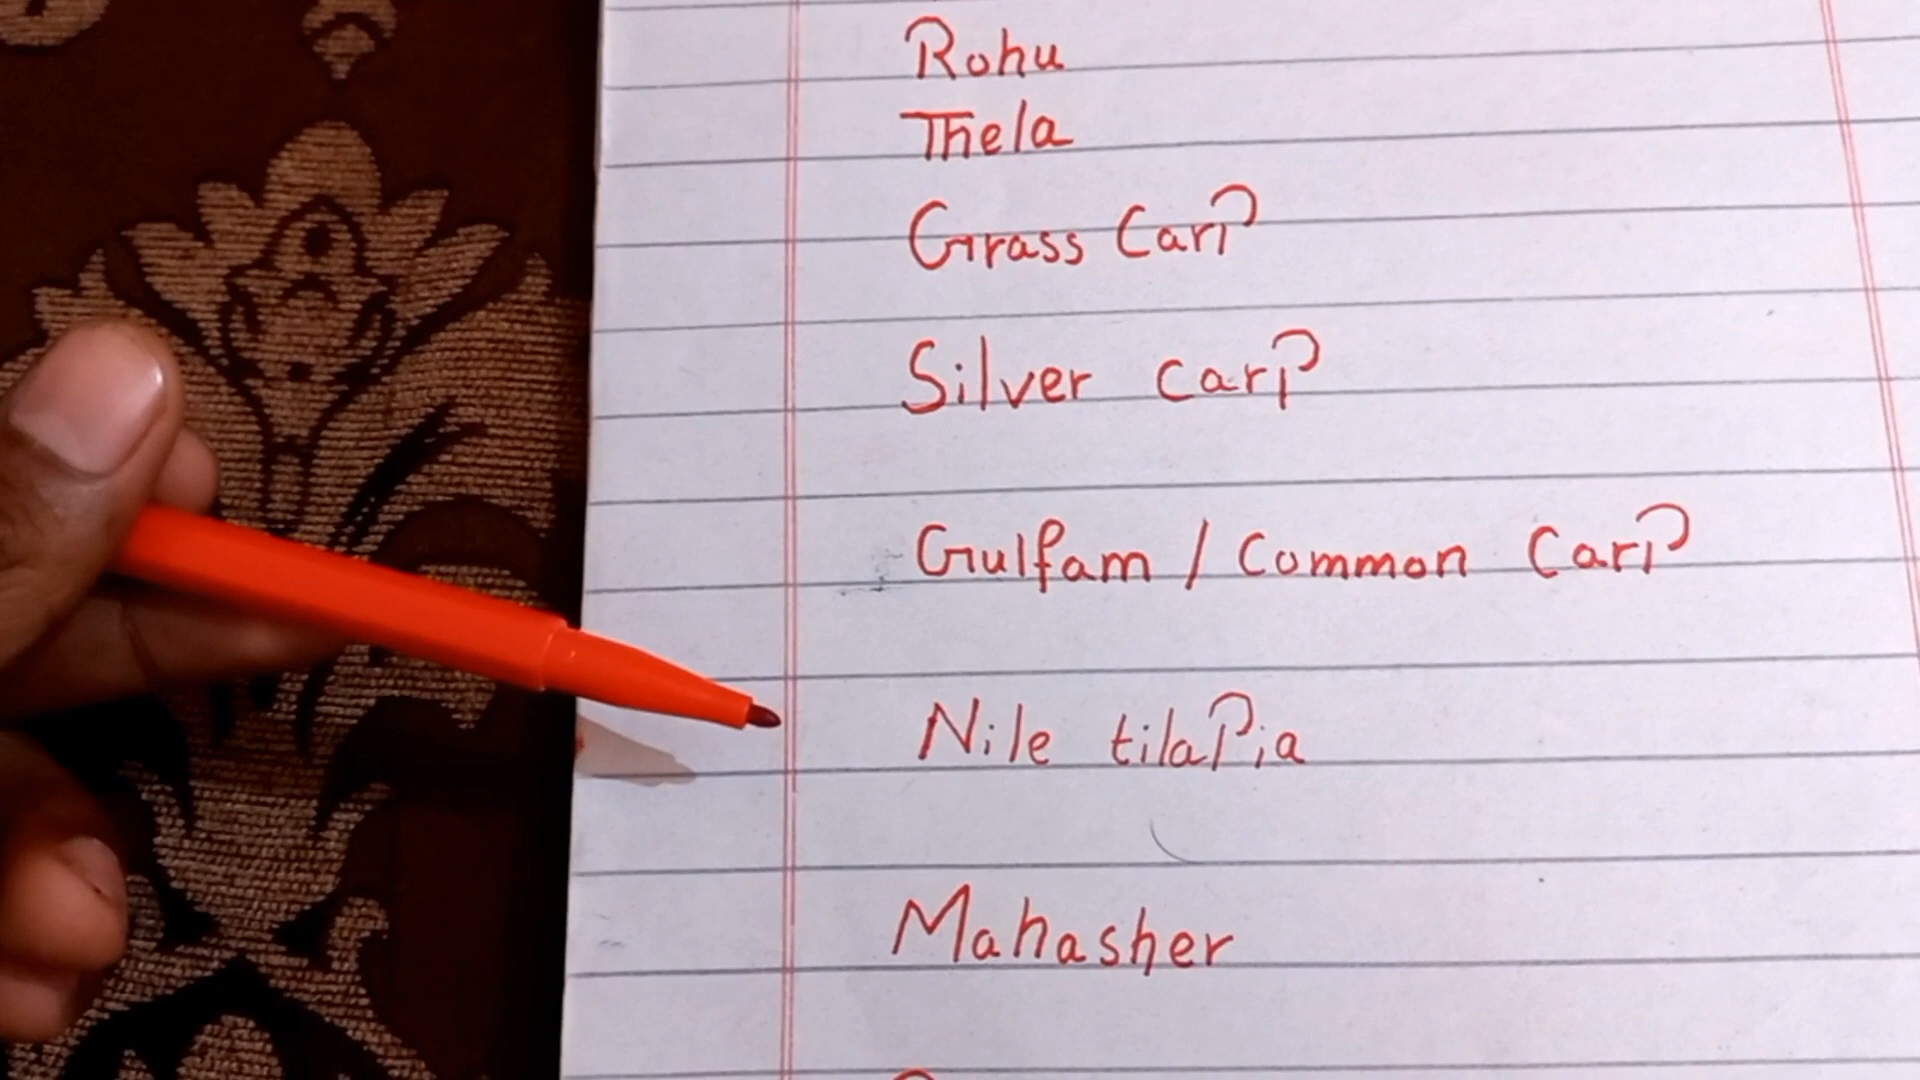 Rohu
Thela
Grass Carp
Silver carp
Gulfam / Common Carp
Nile tilapia
Mahasher